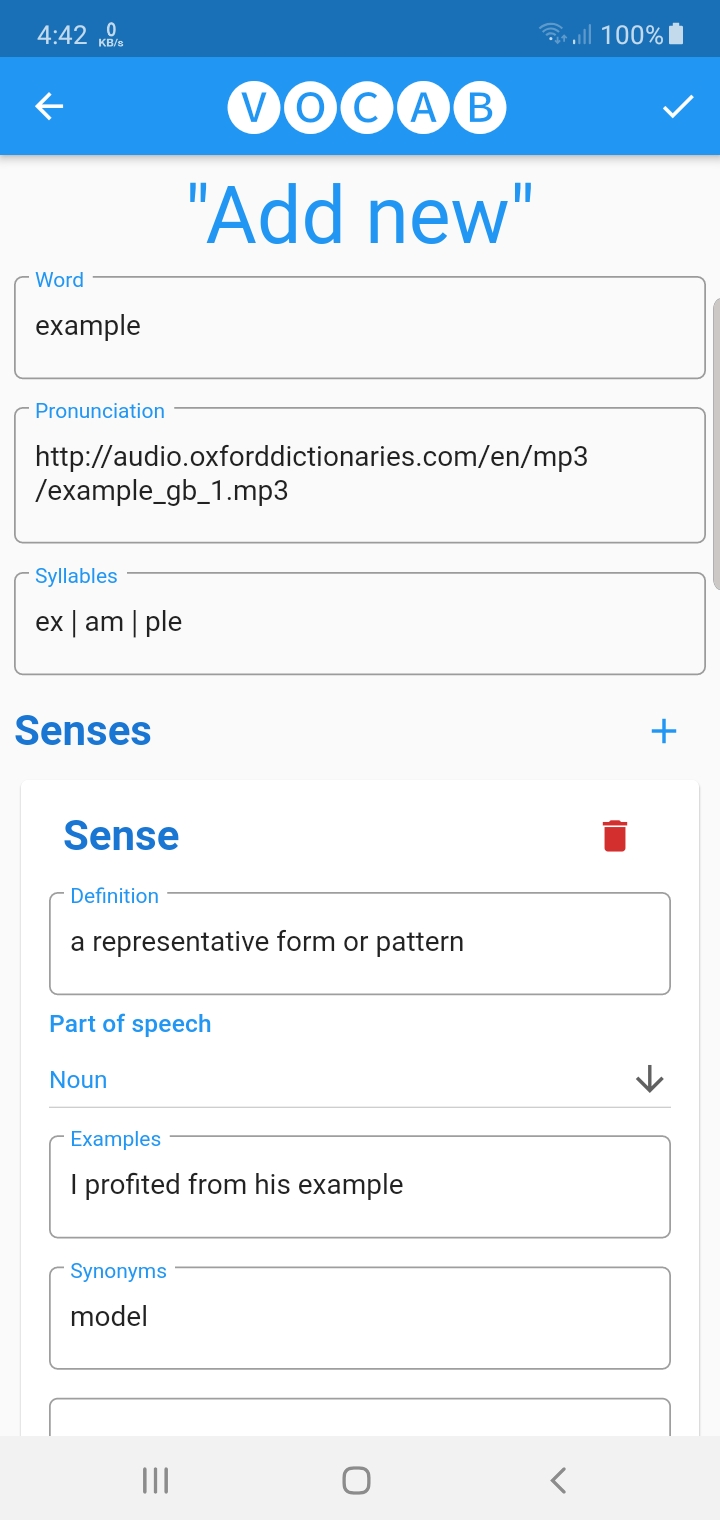 4:42 0 KB/s 100%
VOCAB
"Add new"
Word
example
Pronunciation
http://audio.oxforddictionaries.com/en/mp3
/example_gb_1.mp3
Syllables
ex | am | ple
Senses
Sense
Definition
a representative form or pattern
Part of speech
Noun
Examples
I profited from his example
Synonyms
model